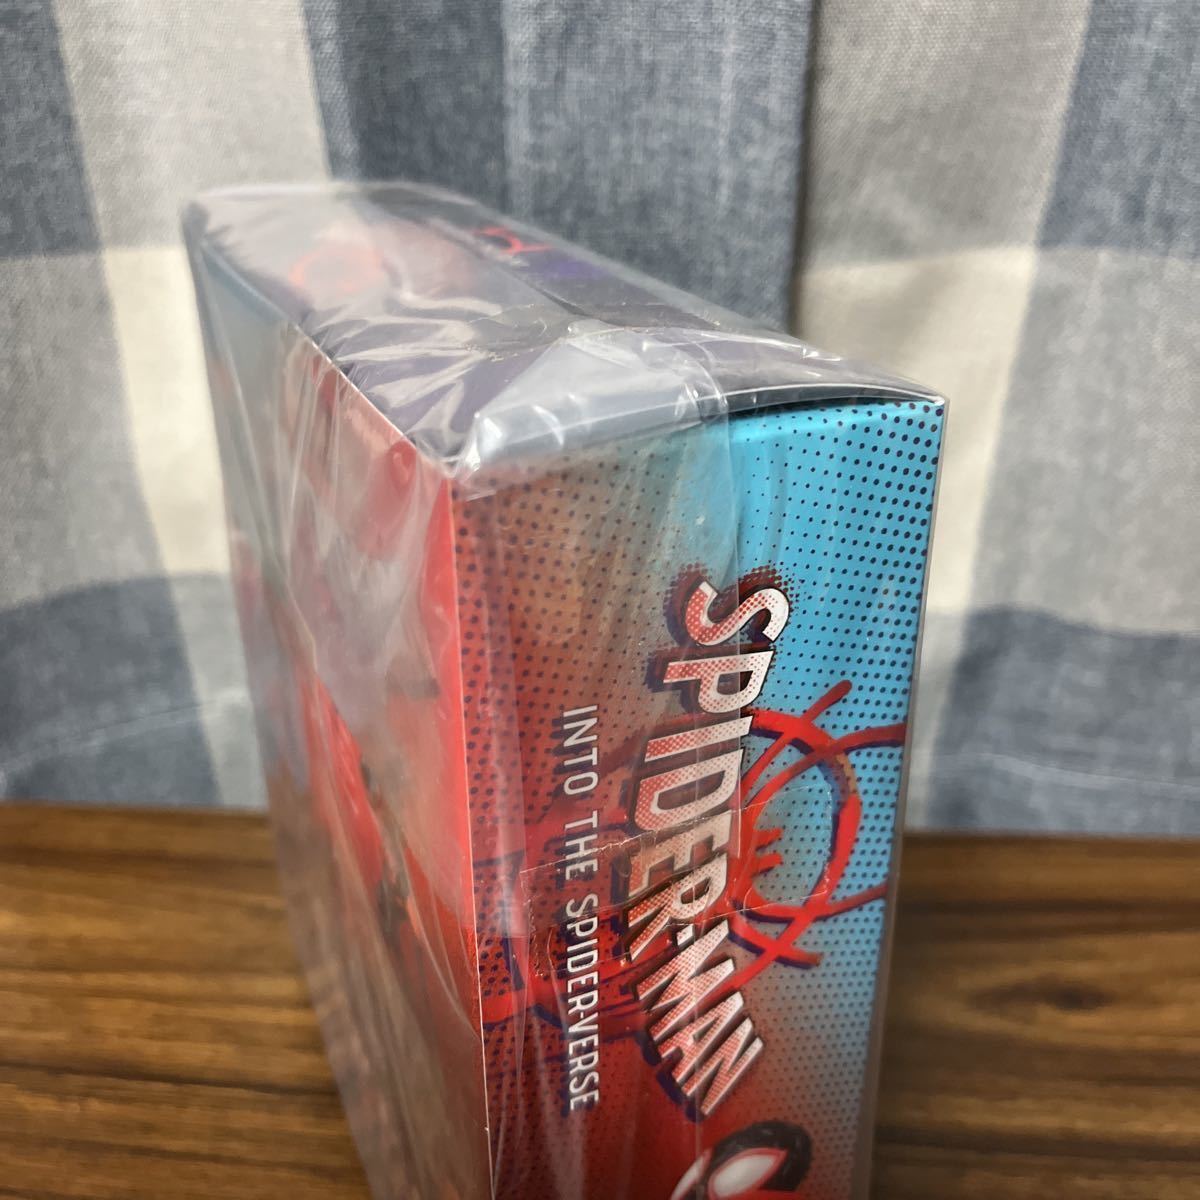 SPIDER-MAN
INTO THE SPIDER-VERSE